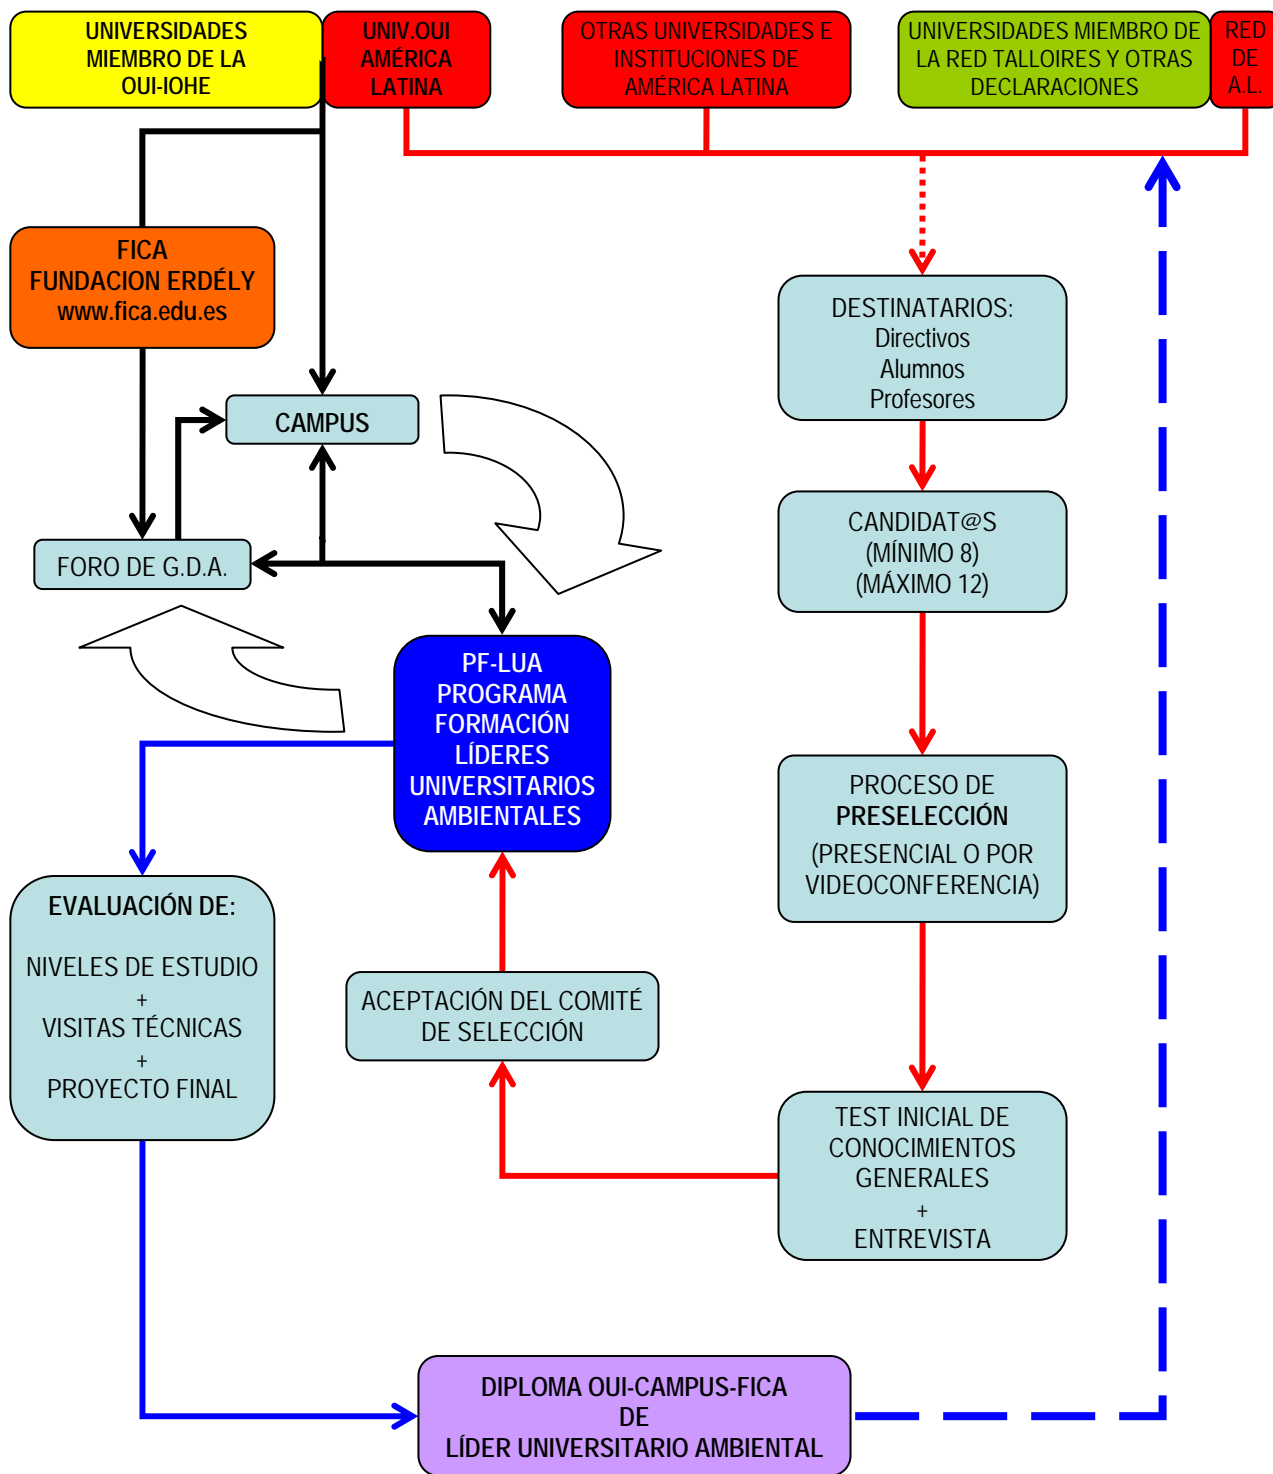 UNIVERSIDADES
MIEMBRO DE LA
OUI-IOHE
UNIV.OUI
AMÉRICA
LATINA
OTRAS UNIVERSIDADES E
INSTITUCIONES DE
AMÉRICA LATINA
UNIVERSIDADES MIEMBRO DE
LA RED TALLOIRES Y OTRAS
DECLARACIONES
RED
DE
A.L.
FICA
FUNDACION ERDÉLY
www.fica.edu.es
DESTINATARIOS:
Directivos
Alumnos
Profesores
CAMPUS
CANDIDAT@S
(MÍNIMO 8)
(MÁXIMO 12)
FORO DE G.D.A.
PF-LUA
PROGRAMA
FORMACIÓN
LÍDERES
UNIVERSITARIOS
AMBIENTALES
PROCESO DE
PRESELECCIÓN
(PRESENCIAL O POR
VIDEOCONFERENCIA)
EVALUACIÓN DE:
NIVELES DE ESTUDIO
+
VISITAS TÉCNICAS
+
PROYECTO FINAL
ACEPTACIÓN DEL COMITÉ
DE SELECCIÓN
TEST INICIAL DE
CONOCIMIENTOS
GENERALES
+
ENTREVISTA
DIPLOMA OUI-CAMPUS-FICA
DE
LÍDER UNIVERSITARIO AMBIENTAL